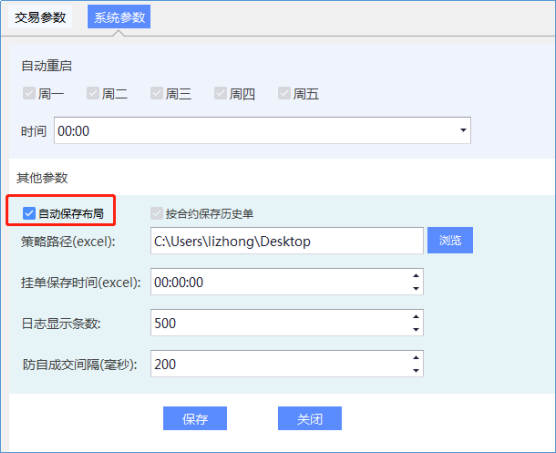 交易参数 系统参数
自动重启
周一 周二 周三 周四 周五
时间 00:00
其他参数
自动保存布局 按合约保存历史单
策略路径(excel): C:\Users\lizhong\Desktop 浏览
挂单保存时间(excel): 00:00:00
日志显示条数: 500
防自成交间隔(毫秒): 200
保存 关闭